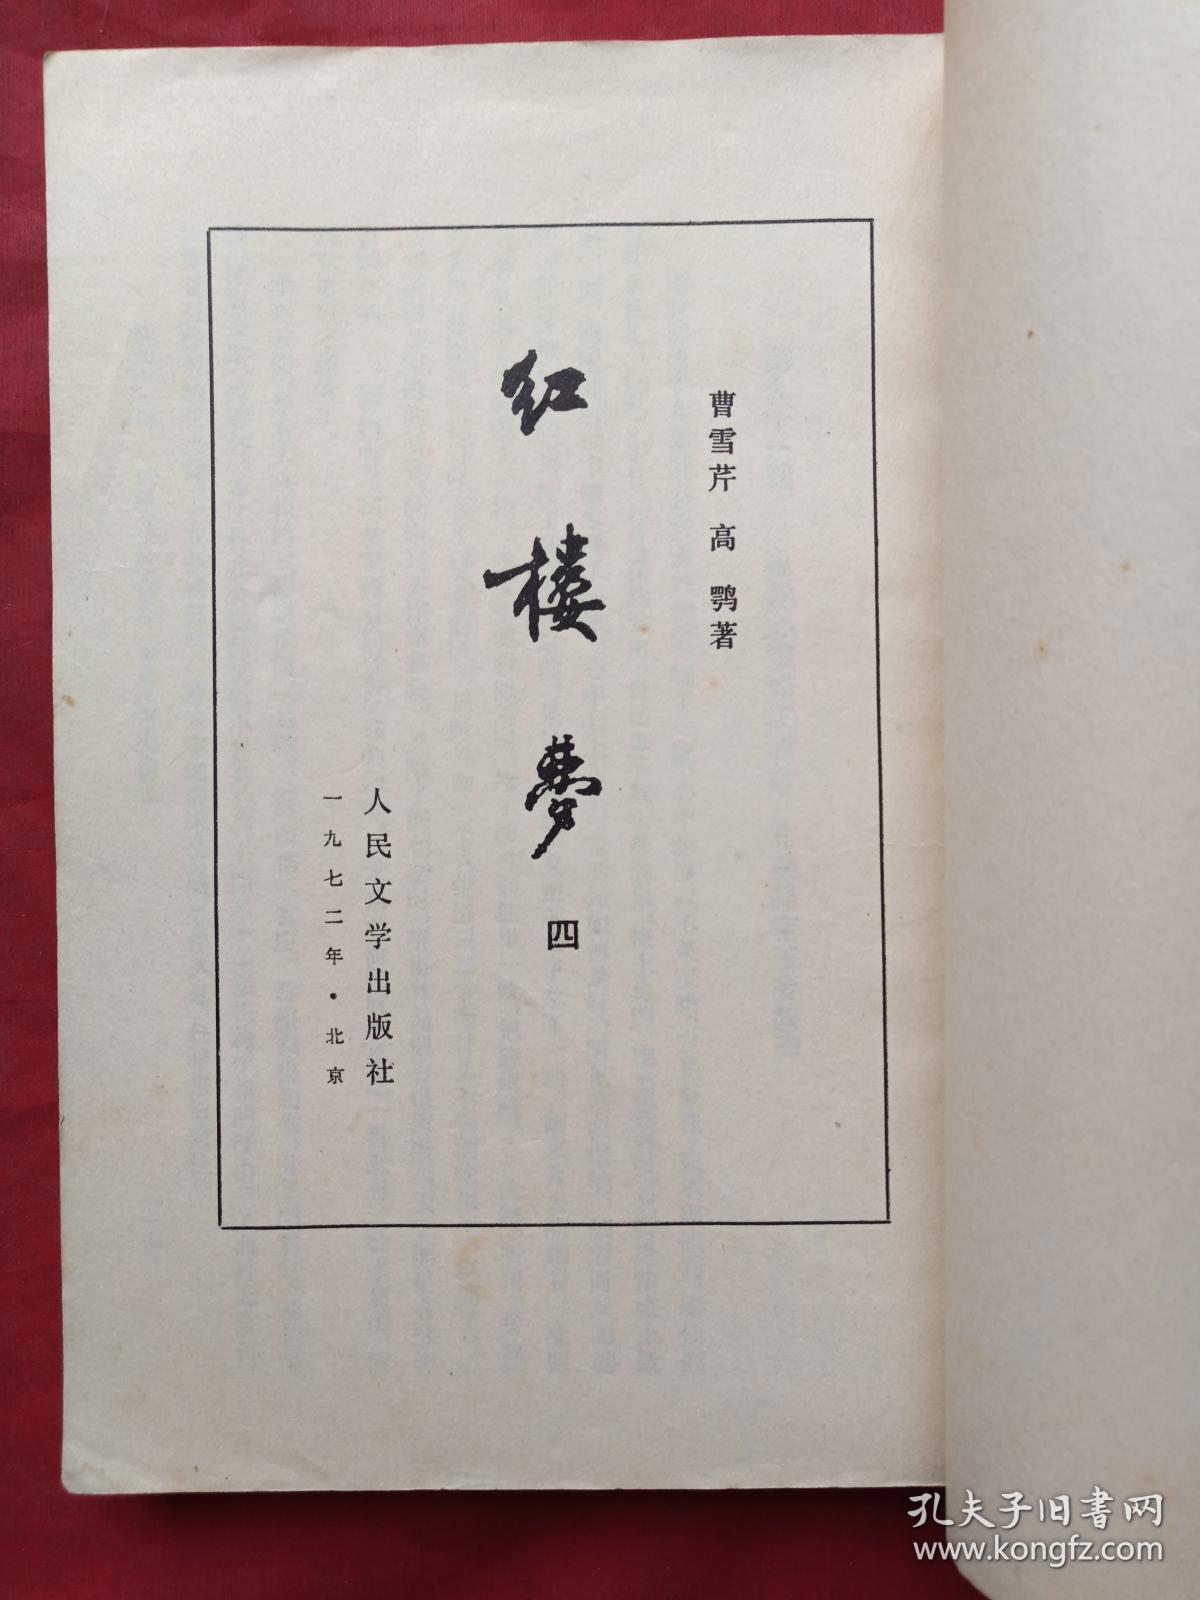 曹雪芹 高 鹗著
红楼梦 四
人民文学出版社
一九七二年·北京
孔夫子旧书网
www.kongfz.com